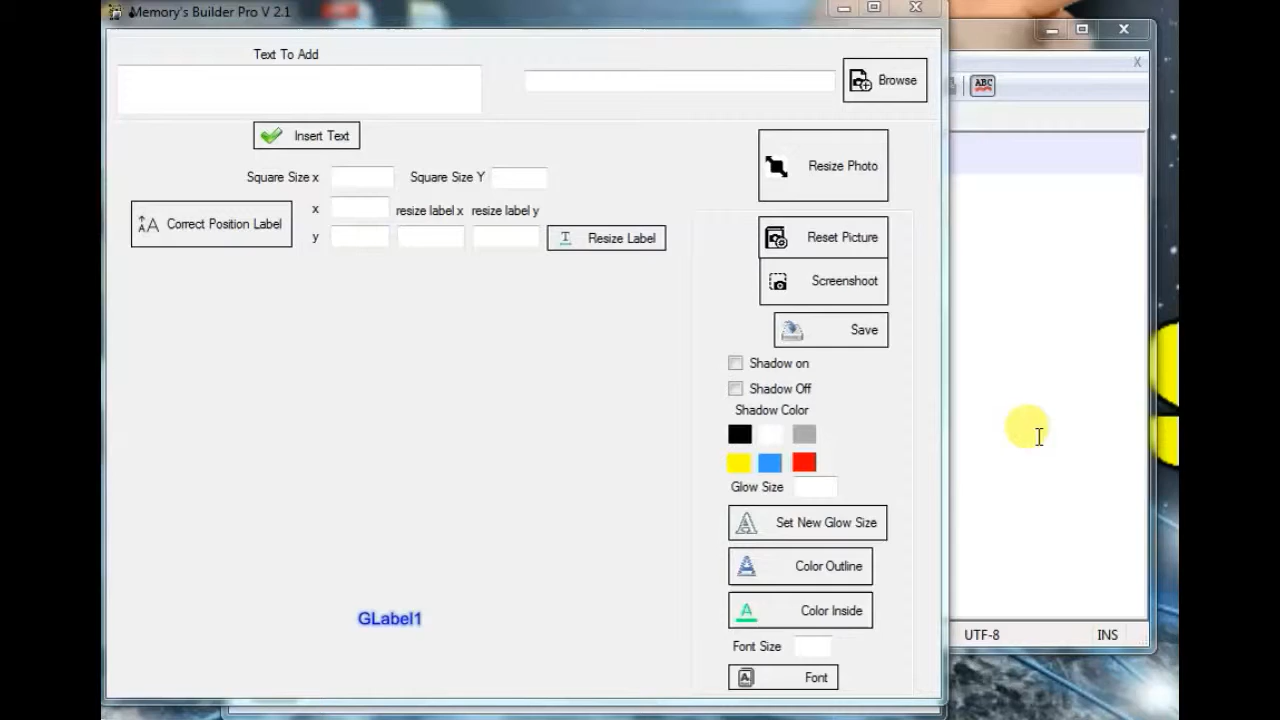 Memory's Builder Pro V 2.1
Text To Add
Browse
Insert Text
Resize Photo
Square Size x
Square Size Y
Correct Position Label
x
resize label x
resize label y
y
Resize Label
Reset Picture
Screenshoot
Save
Shadow on
Shadow Off
Shadow Color
Glow Size
Set New Glow Size
Color Outline
Color Inside
GLabel1
Font Size
Font
X
ABC
UTF-8
INS